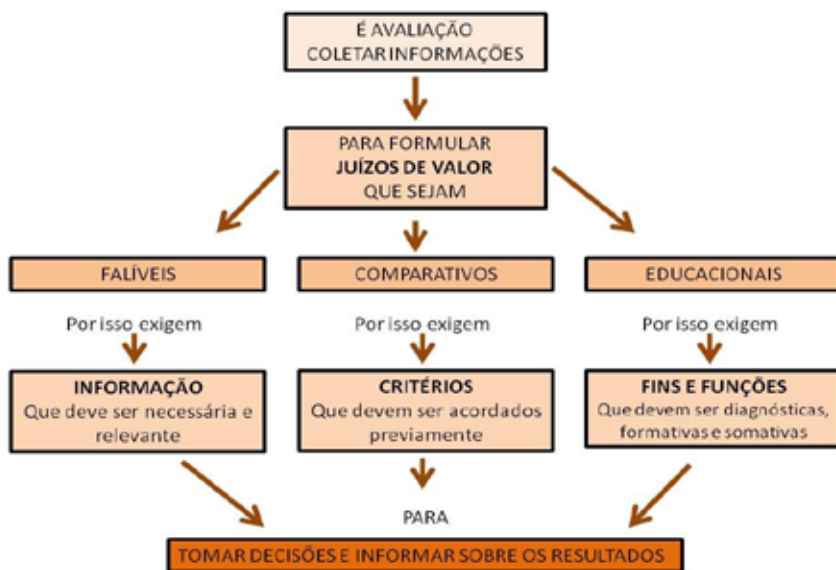 É AVALIAÇÃO
COLETAR INFORMAÇÕES
PARA FORMULAR
JUÍZOS DE VALOR
QUE SEJAM
FALÍVEIS
COMPARATIVOS
EDUCACIONAIS
Por isso exigem
Por isso exigem
Por isso exigem
INFORMAÇÃO
Que deve ser necessária e
relevante
CRITÉRIOS
Que devem ser acordados
previamente
FINS E FUNÇÕES
Que devem ser diagnósticas,
formativas e somativas
PARA
TOMAR DECISÕES E INFORMAR SOBRE OS RESULTADOS